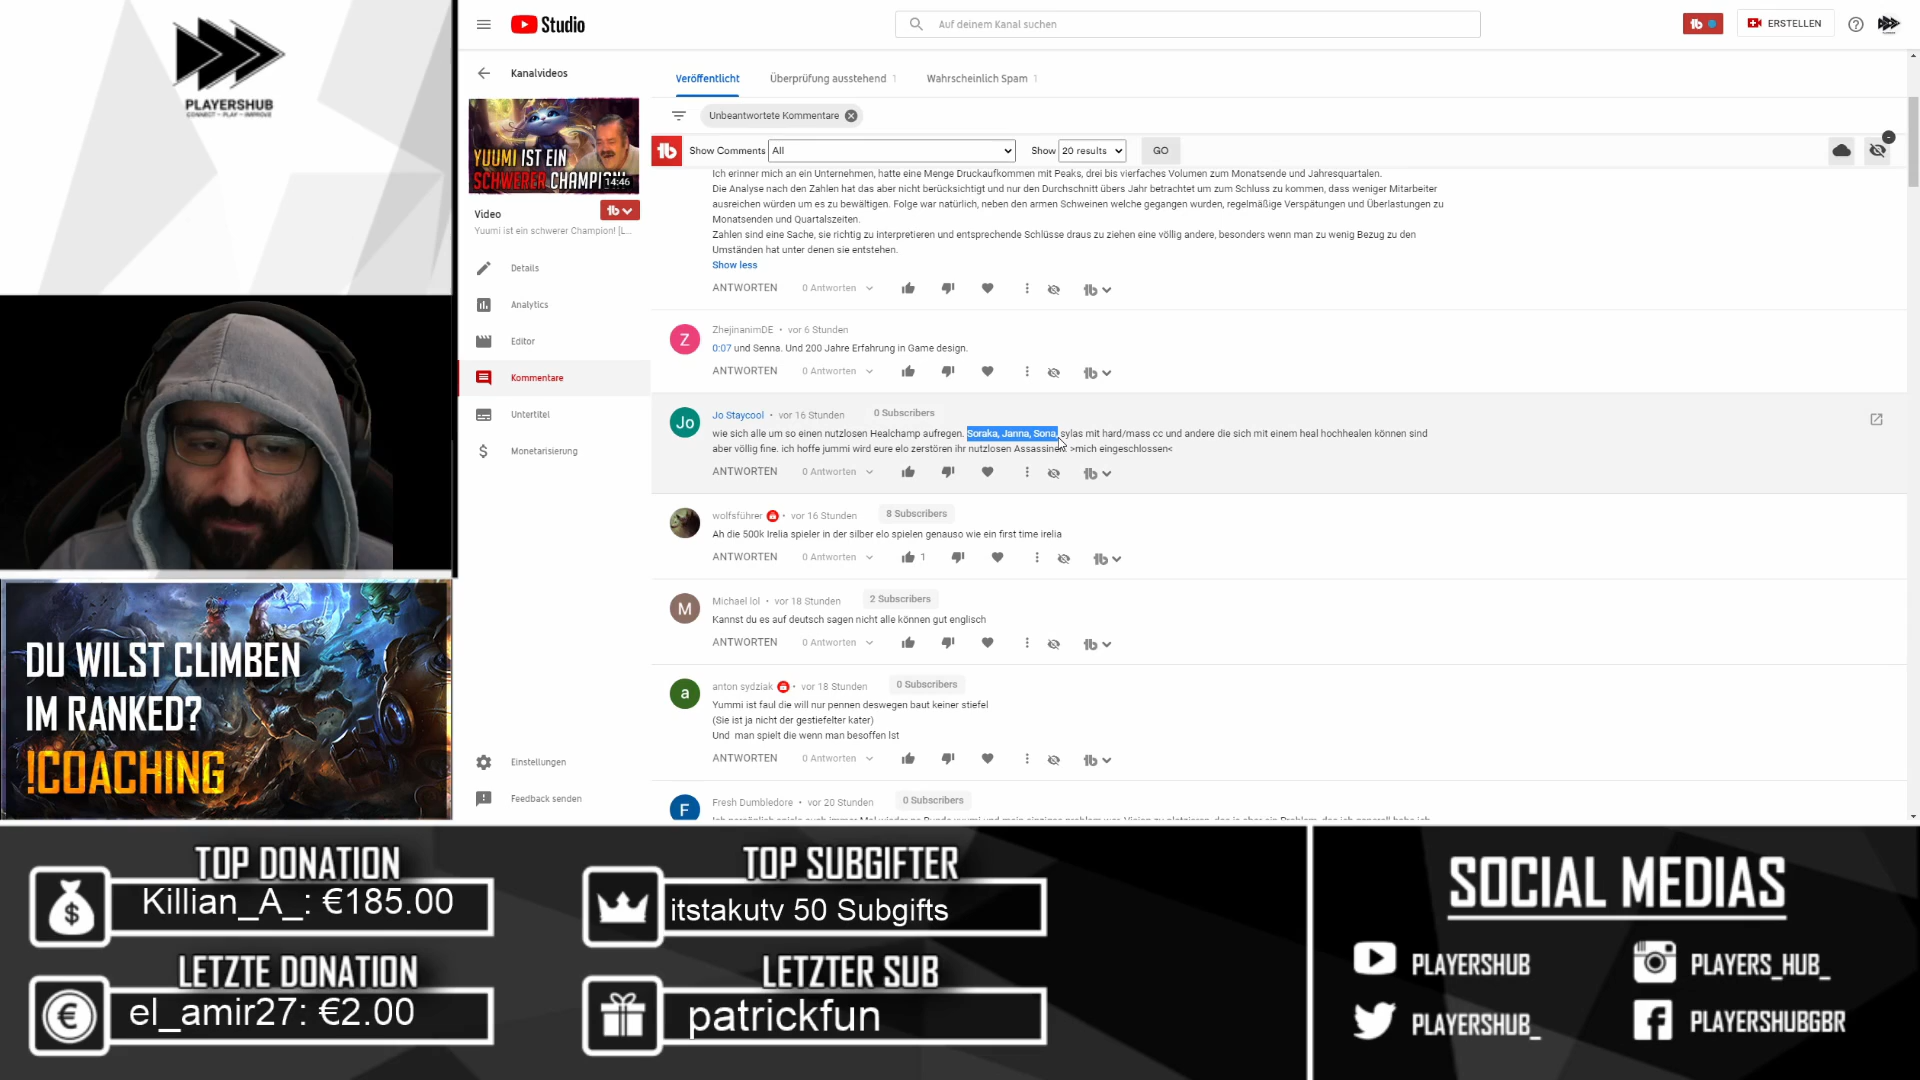 PLAYERSHUB
CONNECT - PLAY - IMPROVE
DU WILST CLIMBEN
IM RANKED?
!COACHING
Studio
Auf deinem Kanal suchen
ERSTELLEN
Kanalvideos
YUUMI IST EIN
SCHWERER CHAMPION!
14:46
Video
Yuumi ist ein schwerer Champion! [L...
Details
Analytics
Editor
Kommentare
Untertitel
Monetarisierung
Einstellungen
Feedback senden
Veröffentlicht
Überprüfung ausstehend 1
Wahrscheinlich Spam 1
Unbeantwortete Kommentare
Show Comments All Show 20 results GO
Ich erinner mich an ein Unternehmen, hatte eine Menge Druckaufkommen mit Peaks, drei bis vierfaches Volumen zum Monatsende und Jahresquartalen.
Die Analyse nach den Zahlen hat das aber nicht berücksichtigt und nur den Durchschnitt übers Jahr betrachtet um zum Schluss zu kommen, dass weniger Mitarbeiter
ausreichen würden um es zu bewältigen. Folge war natürlich, neben den armen Schweinen welche gegangen wurden, regelmäßige Verspätungen und Überlastungen zu
Monatsenden und Quartalszeiten.
Zahlen sind eine Sache, sie richtig zu interpretieren und entsprechende Schlüsse draus zu ziehen eine völlig andere, besonders wenn man zu wenig Bezug zu den
Umständen hat unter denen sie entstehen.
Show less
ANTWORTEN 0 Antworten
Z
ZhejinanimDE • vor 6 Stunden
0:07 und Senna. Und 200 Jahre Erfahrung in Game design.
ANTWORTEN 0 Antworten
Jo
Jo Staycool • vor 16 Stunden 0 Subscribers
wie sich alle um so einen nutzlosen Healchamp aufregen. Soraka, Janna, Sona, sylas mit hard/mass cc und andere die sich mit einem heal hochhealen können sind
aber völlig fine. ich hoffe jummi wird eure elo zerstören ihr nutzlosen Assassinen. >mich eingeschlossen<
ANTWORTEN 0 Antworten
wolfsführer • vor 16 Stunden 8 Subscribers
Ah die 500k Irelia spieler in der silber elo spielen genauso wie ein first time irelia
ANTWORTEN 0 Antworten 1
M
Michael lol • vor 18 Stunden 2 Subscribers
Kannst du es auf deutsch sagen nicht alle können gut englisch
ANTWORTEN 0 Antworten
a
anton sydziak • vor 18 Stunden 0 Subscribers
Yummi ist faul die will nur pennen deswegen baut keiner stiefel
(Sie ist ja nicht der gestiefelter kater)
Und man spielt die wenn man besoffen Ist
ANTWORTEN 0 Antworten
F
Fresh Dumbledore • vor 20 Stunden 0 Subscribers
TOP DONATION
Killian_A_: €185.00
LETZTE DONATION
el_amir27: €2.00
TOP SUBGIFTER
itstakutv 50 Subgifts
LETZTER SUB
patrickfun
SOCIAL MEDIAS
PLAYERSHUB
PLAYERS_HUB_
PLAYERSHUB_
PLAYERSHUBGBR